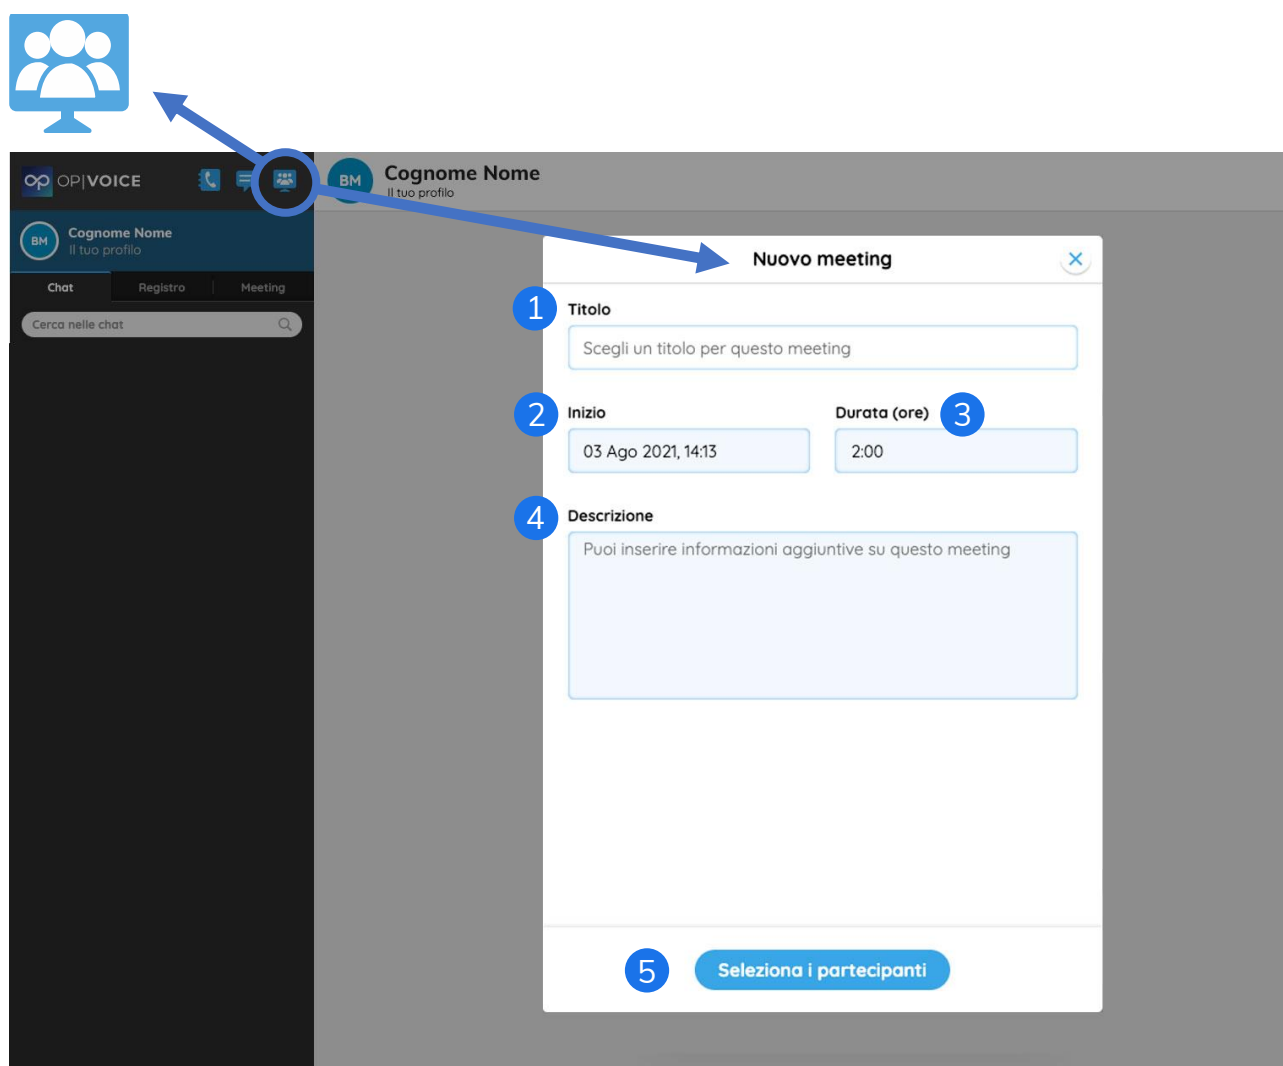 OP|VOICE
BM
Cognome Nome
Il tuo profilo
BM
Cognome Nome
Il tuo profilo
Chat
Registro
Meeting
Cerca nelle chat
Nuovo meeting
1
Titolo
Scegli un titolo per questo meeting
2
Inizio
Durata (ore)
3
03 Ago 2021, 14:13
2:00
4
Descrizione
Puoi inserire informazioni aggiuntive su questo meeting
5
Seleziona i partecipanti